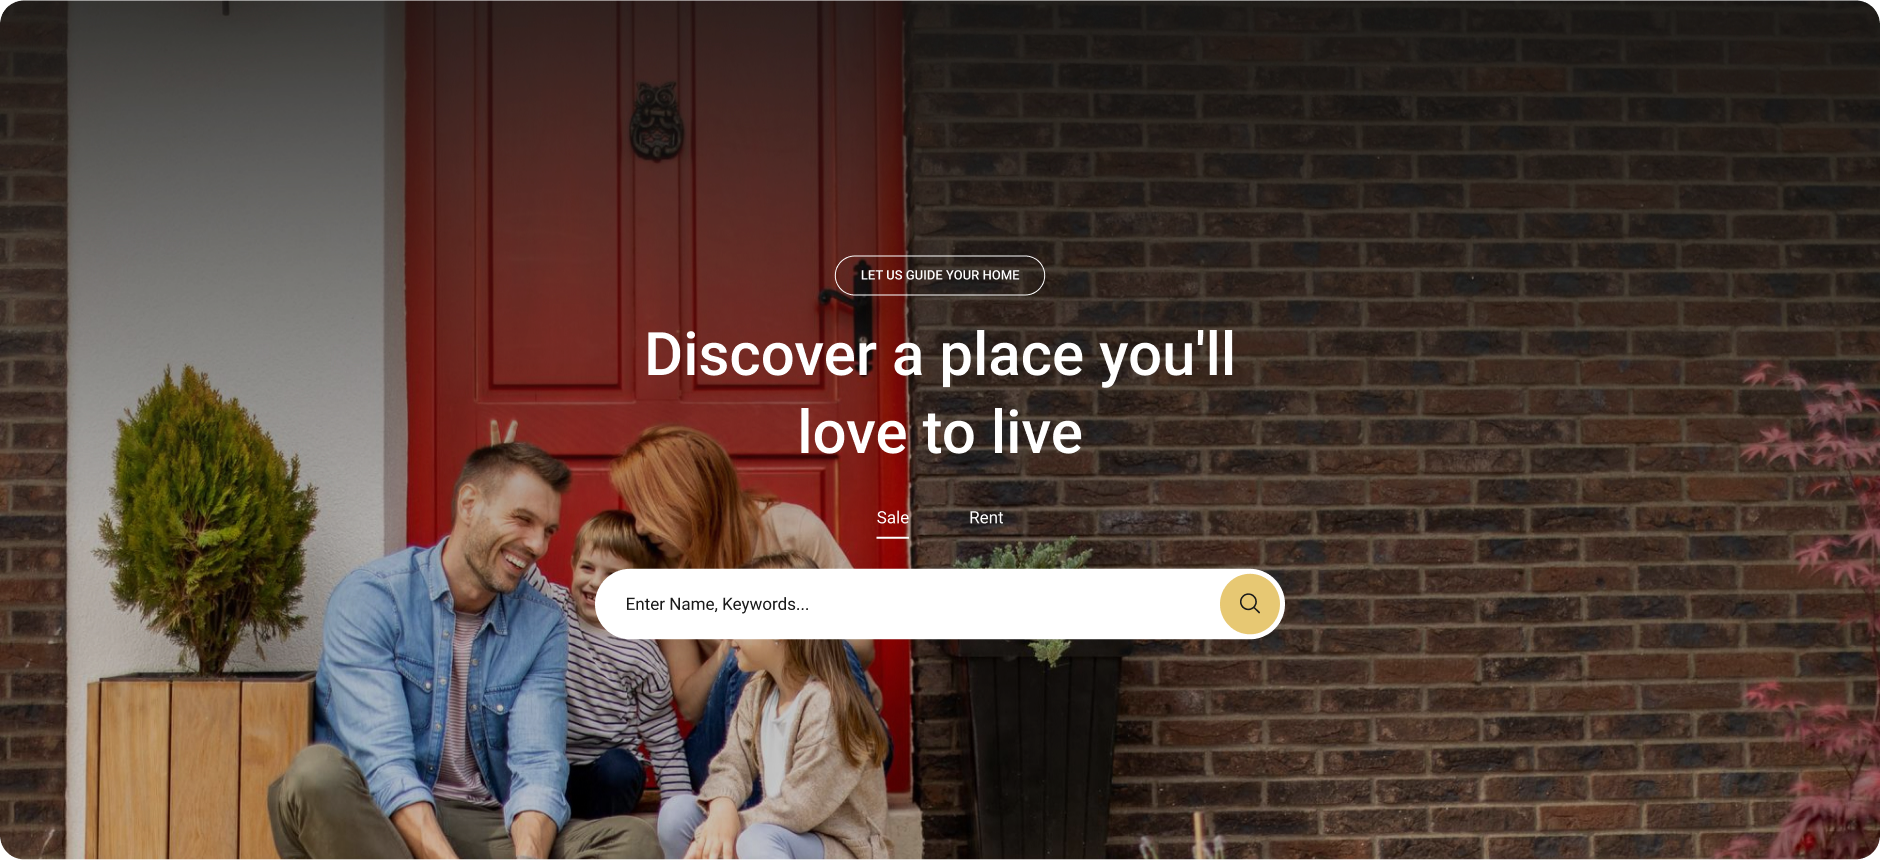 LET US GUIDE YOUR HOME
Discover a place you'll
love to live
Sale Rent
Enter Name, Keywords...